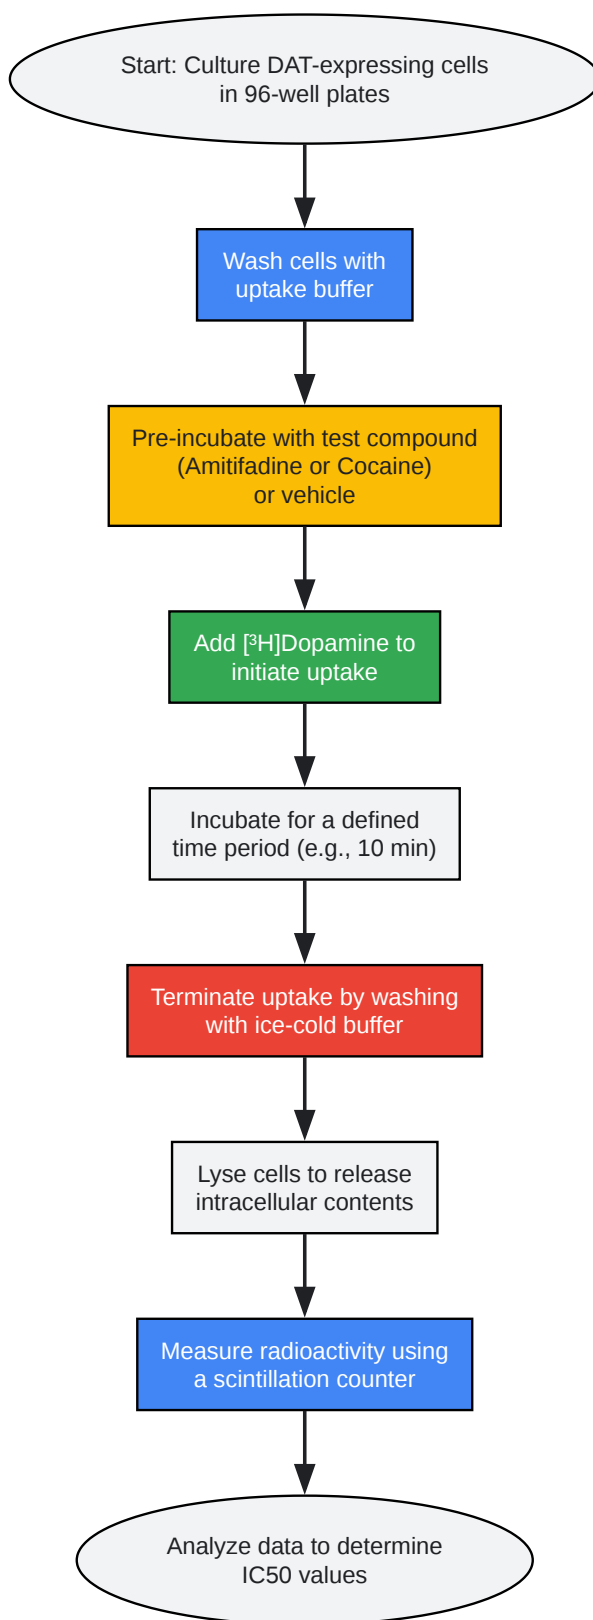 Start: Culture DAT-expressing cells
in 96-well plates
Wash cells with
uptake buffer
Pre-incubate with test compound
(Amitifadine or Cocaine)
or vehicle
Add [³H]Dopamine to
initiate uptake
Incubate for a defined
time period (e.g., 10 min)
Terminate uptake by washing
with ice-cold buffer
Lyse cells to release
intracellular contents
Measure radioactivity using
a scintillation counter
Analyze data to determine
IC50 values